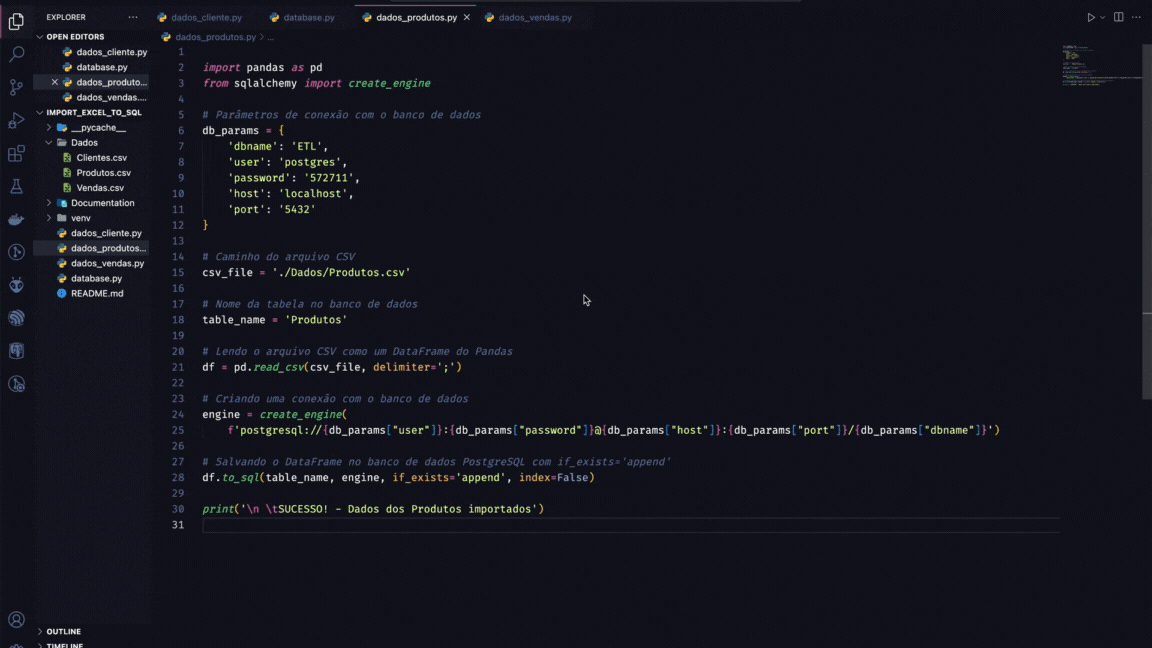 EXPLORER
OPEN EDITORS
dados_cliente.py
database.py
dados_produto...
dados_vendas....
IMPORT_EXCEL_TO_SQL
__pycache__
Dados
Clientes.csv
Produtos.csv
Vendas.csv
Documentation
venv
dados_cliente.py
dados_produtos...
dados_vendas.py
database.py
README.md
OUTLINE
TIMELINE
dados_cliente.py database.py dados_produtos.py dados_vendas.py
dados_produtos.py > ...
1
2 import pandas as pd
3 from sqlalchemy import create_engine
4
5 # Parâmetros de conexão com o banco de dados
6 db_params = {
7 'dbname': 'ETL',
8 'user': 'postgres',
9 'password': '572711',
10 'host': 'localhost',
11 'port': '5432'
12 }
13
14 # Caminho do arquivo CSV
15 csv_file = './Dados/Produtos.csv'
16
17 # Nome da tabela no banco de dados
18 table_name = 'Produtos'
19
20 # Lendo o arquivo CSV como um DataFrame do Pandas
21 df = pd.read_csv(csv_file, delimiter=';')
22
23 # Criando uma conexão com o banco de dados
24 engine = create_engine(
25 f'postgresql://{db_params["user"]}:{db_params["password"]}@{db_params["host"]}:{db_params["port"]}/{db_params["dbname"]}')
26
27 # Salvando o DataFrame no banco de dados PostgreSQL com if_exists='append'
28 df.to_sql(table_name, engine, if_exists='append', index=False)
29
30 print('\n \tSUCESSO! - Dados dos Produtos importados')
31